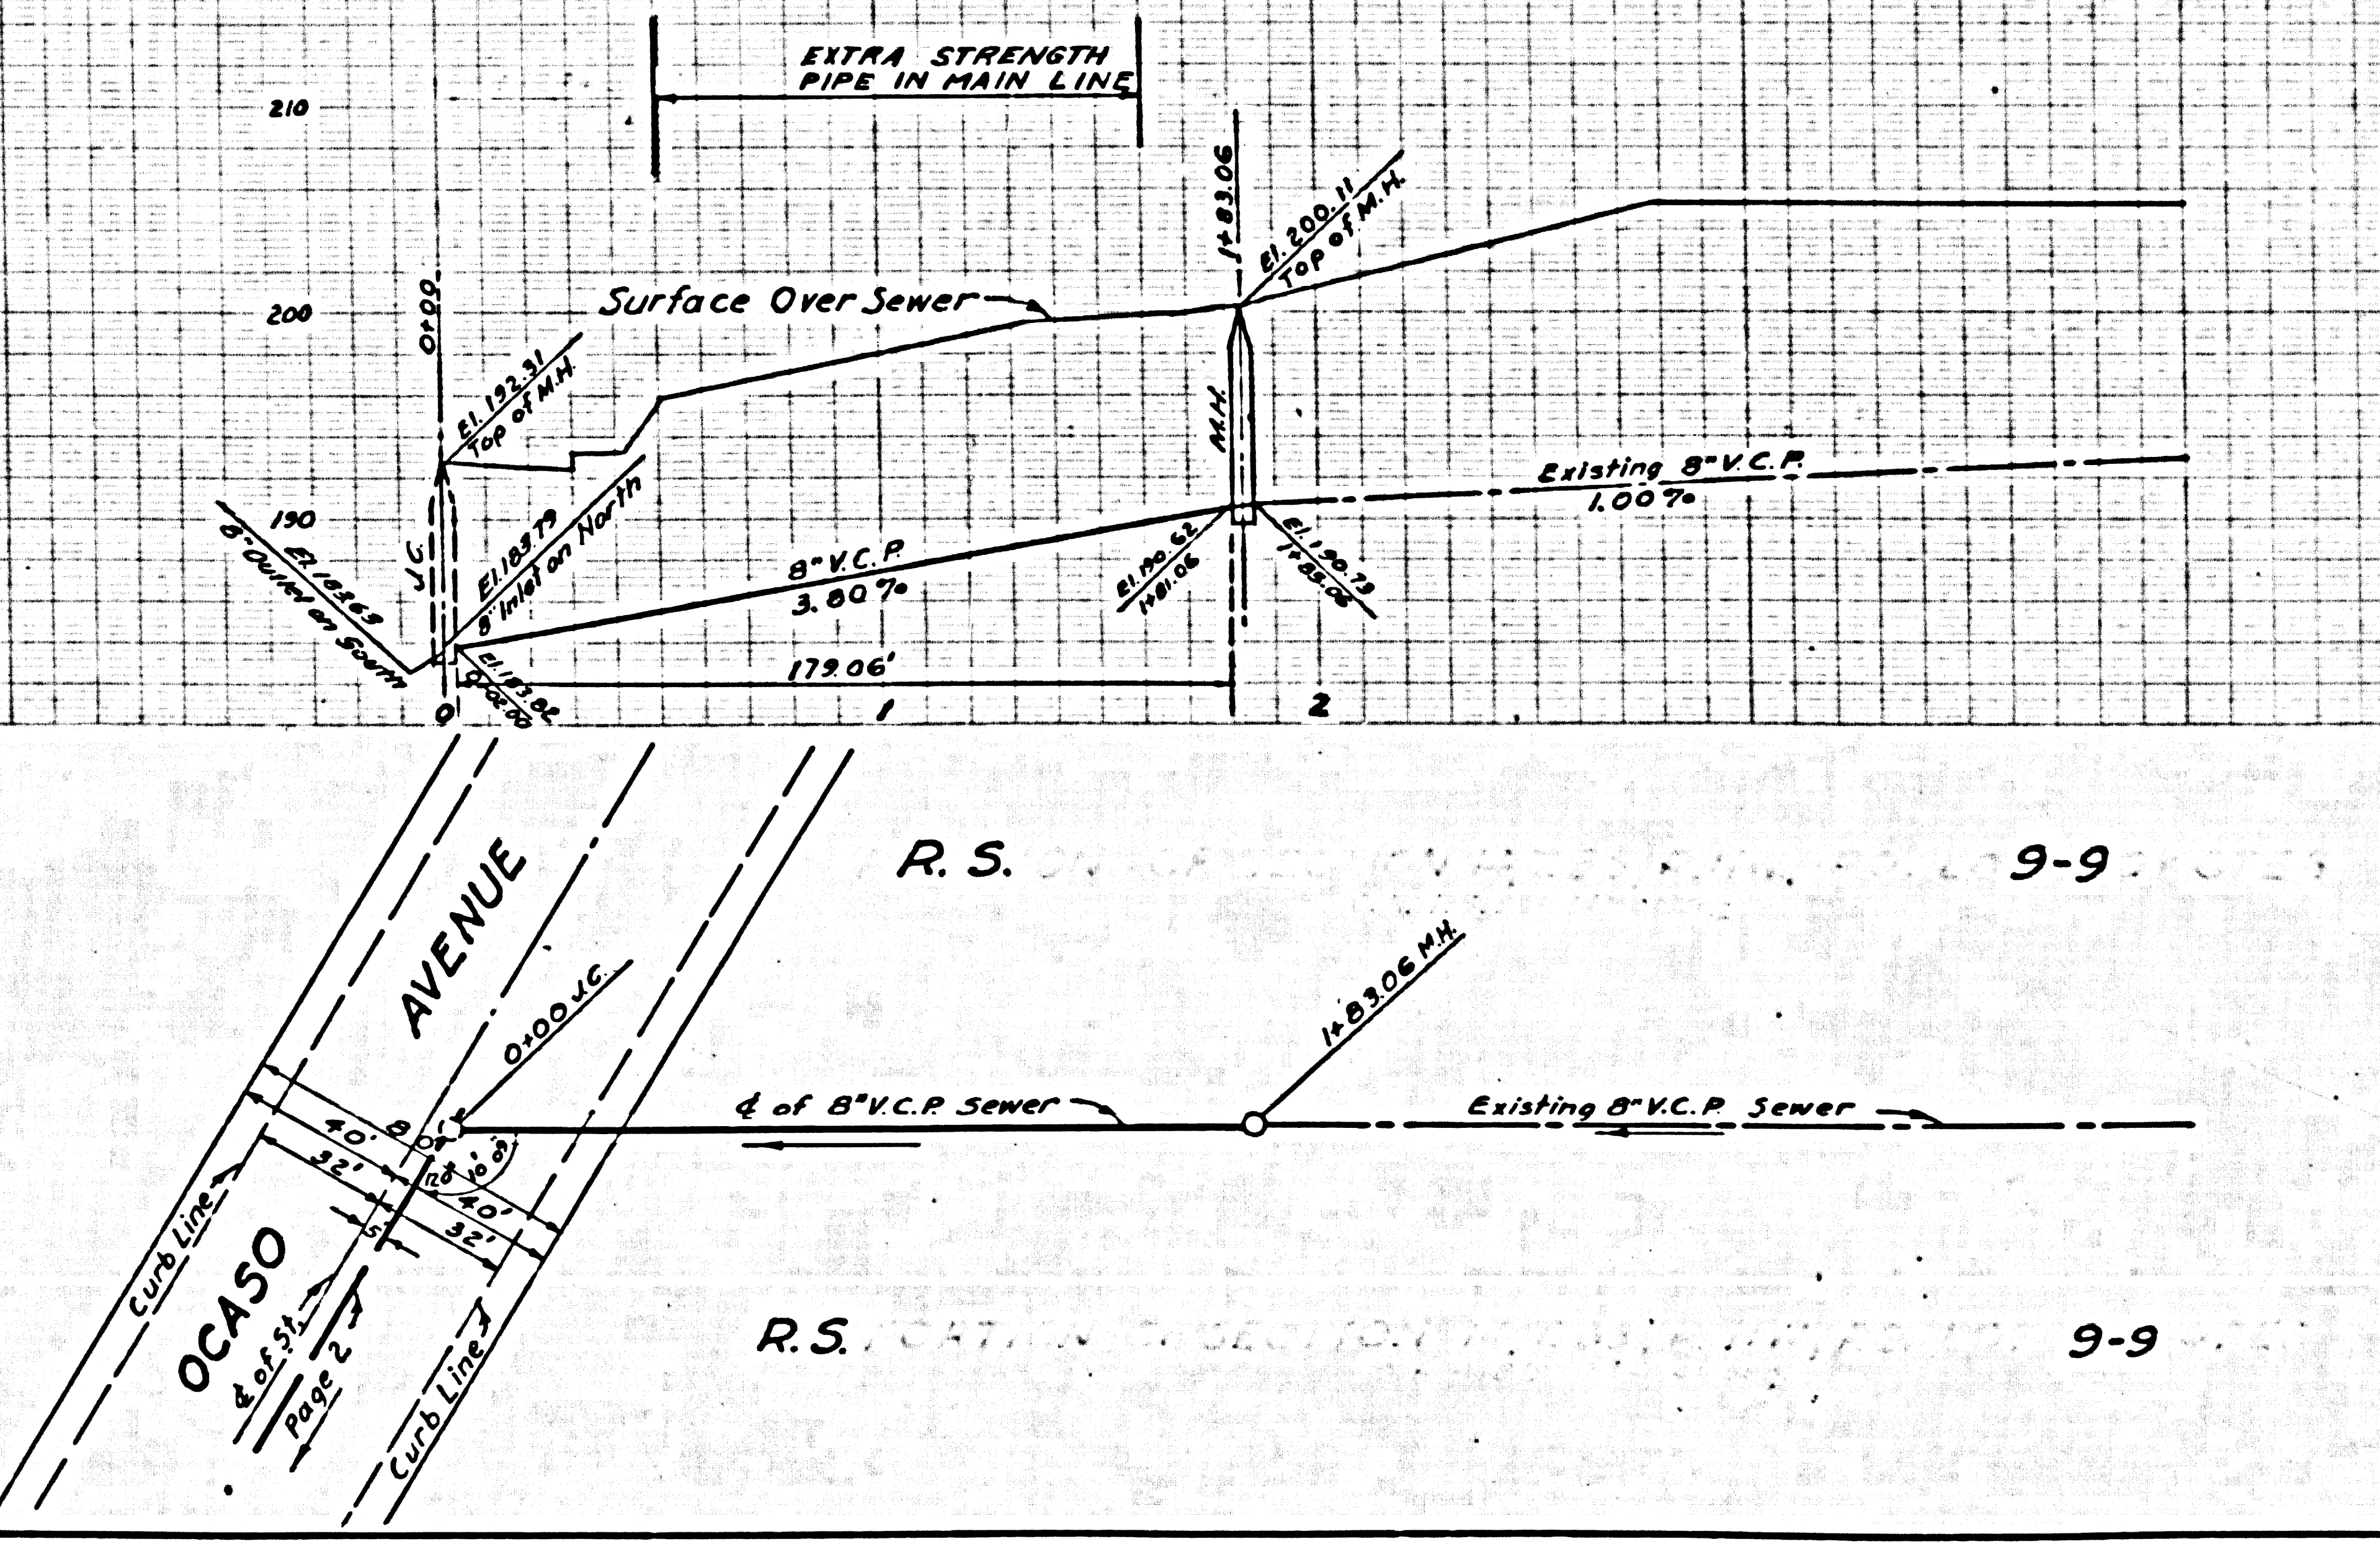 EXTRA STRENGTH
PIPE IN MAIN LINE
210
1+83.06
El. 200.11
Top of M.H.
0+00
200
Surface Over Sewer
El. 192.31
Top of M.H.
M.H.
Existing 8" V.C.P.
1.00%
190
El. 183.79
8" Inlet on North
J.C.
El. 183.63
8" Outlet on South
8" V.C.P.
3.80%
El. 190.62
1+81.06
El. 190.73
1+85.06
El. 183.82
0+02.00
179.06'
0
1
2
R. S.
9-9
AVENUE
0+00 J.C.
1+83.06 M.H.
℄ of 8" V.C.P. Sewer
Existing 8" V.C.P. Sewer
40'
32'
40'
32'
5'
Curb Line
OCASO
℄ of St.
Page 2
Curb Line
R.S.
9-9